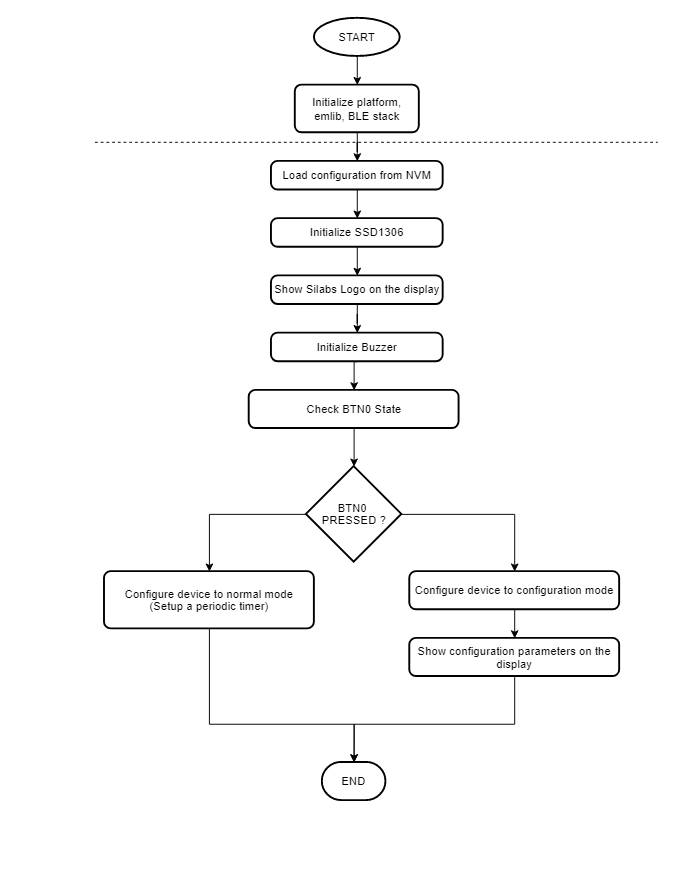 START
Initialize platform,
emlib, BLE stack
Load configuration from NVM
Initialize SSD1306
Show Silabs Logo on the display
Initialize Buzzer
Check BTN0 State
BTN0
PRESSED ?
Configure device to normal mode
(Setup a periodic timer)
Configure device to configuration mode
Show configuration parameters on the
display
END